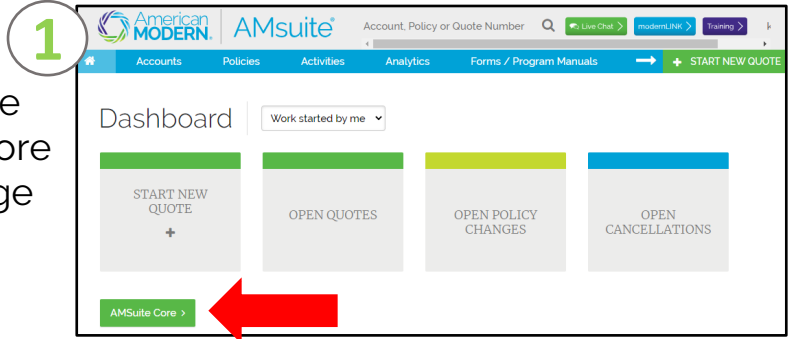 1
e
ore
ge
American
MODERN®
AMsuite®
Account, Policy or Quote Number
Live Chat >
modernLINK >
Training >
Accounts Policies Activities Analytics Forms / Program Manuals → + START NEW QUOTE
Dashboard
Work started by me
START NEW
QUOTE
+
OPEN QUOTES
OPEN POLICY
CHANGES
OPEN
CANCELLATIONS
AMSuite Core >